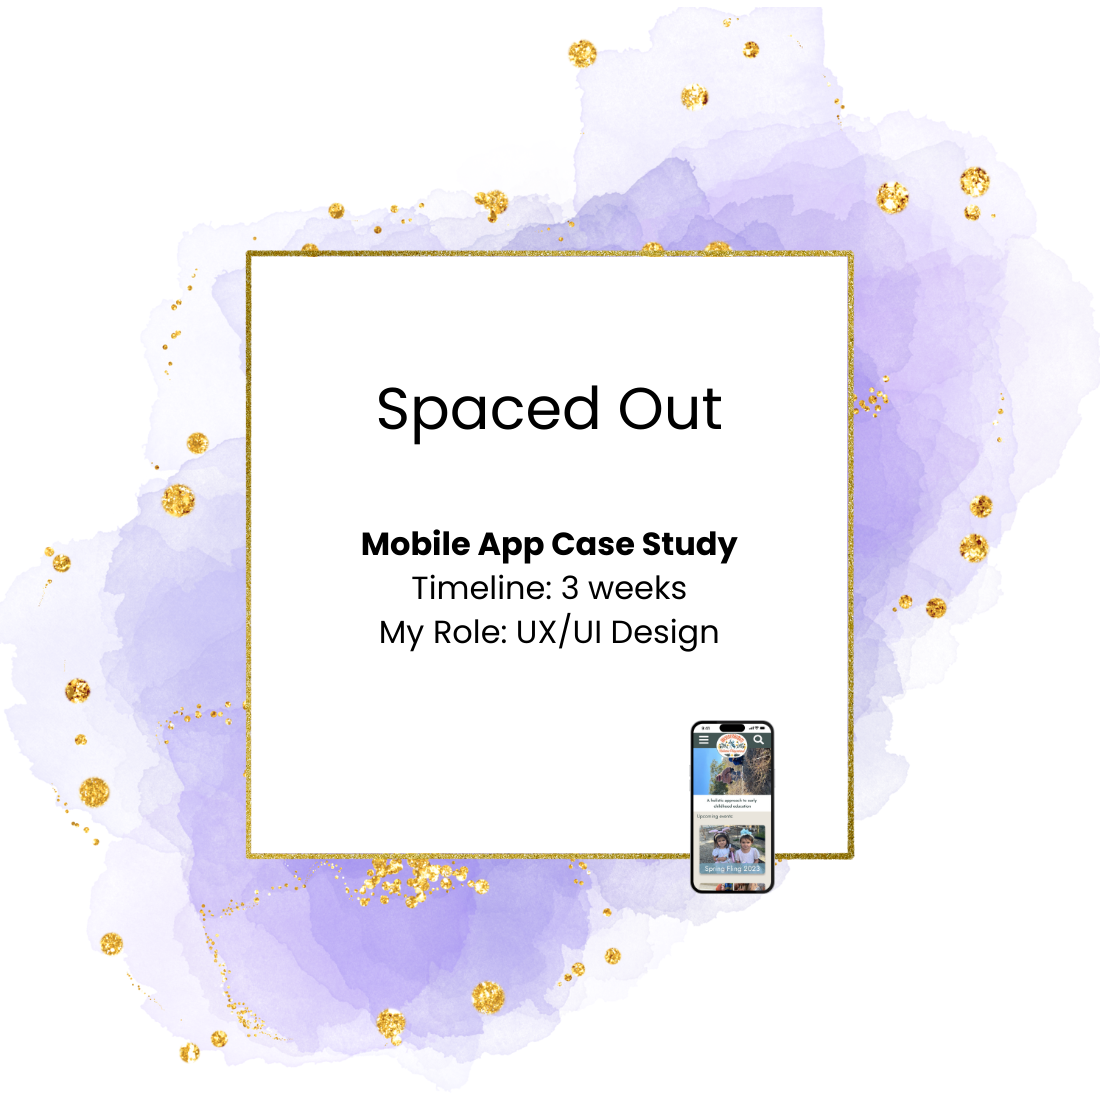 Spaced Out
Mobile App Case Study
Timeline: 3 weeks
My Role: UX/UI Design
A holistic approach to early
childhood education
Upcoming events
Spring Fling 2023